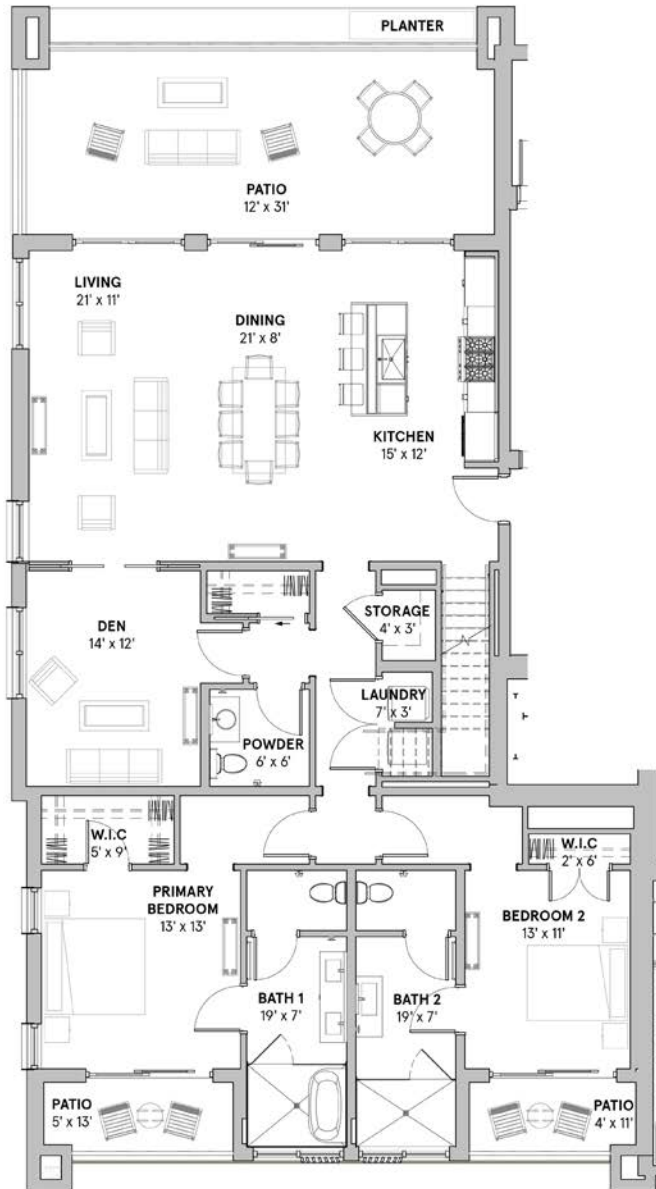 PLANTER
PATIO
12' x 31'
LIVING
21' x 11'
DINING
21' x 8'
KITCHEN
15' x 12'
STORAGE
4' x 3'
DEN
14' x 12'
LAUNDRY
7' x 3'
POWDER
6' x 6'
W.I.C
5' x 9'
W.I.C
2' x 6'
PRIMARY
BEDROOM
13' x 13'
BEDROOM 2
13' x 11'
BATH 1
19' x 7'
BATH 2
19' x 7'
PATIO
5' x 13'
PATIO
4' x 11'